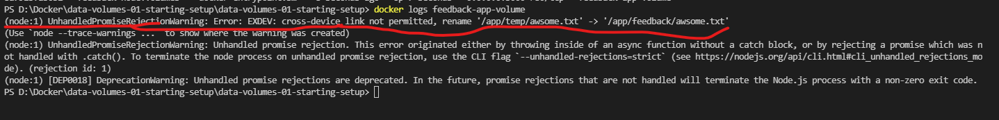 PS D:\Docker\data-volumes-01-starting-setup\data-volumes-01-starting-setup> docker logs feedback-app-volume
(node:1) UnhandledPromiseRejectionWarning: Error: EXDEV: cross-device link not permitted, rename '/app/temp/awsome.txt' -> '/app/feedback/awsome.txt'
(Use `node --trace-warnings ...` to show where the warning was created)
(node:1) UnhandledPromiseRejectionWarning: Unhandled promise rejection. This error originated either by throwing inside of an async function without a catch block, or by rejecting a promise which was n
ot handled with .catch(). To terminate the node process on unhandled promise rejection, use the CLI flag `--unhandled-rejections=strict` (see https://nodejs.org/api/cli.html#cli_unhandled_rejections_mo
de). (rejection id: 1)
(node:1) [DEP0018] DeprecationWarning: Unhandled promise rejections are deprecated. In the future, promise rejections that are not handled will terminate the Node.js process with a non-zero exit code.
PS D:\Docker\data-volumes-01-starting-setup\data-volumes-01-starting-setup>